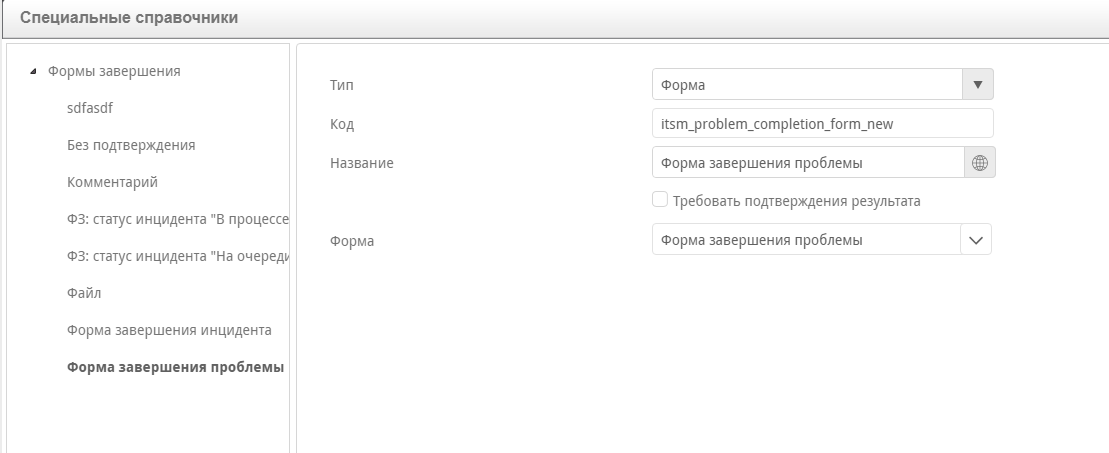 Специальные справочники
Формы завершения
sdfasdf
Без подтверждения
Комментарий
ФЗ: статус инцидента "В процессе
ФЗ: статус инцидента "На очереди
Файл
Форма завершения инцидента
Форма завершения проблемы
Тип
Форма
Код
itsm_problem_completion_form_new
Название
Форма завершения проблемы
Требовать подтверждения результата
Форма
Форма завершения проблемы